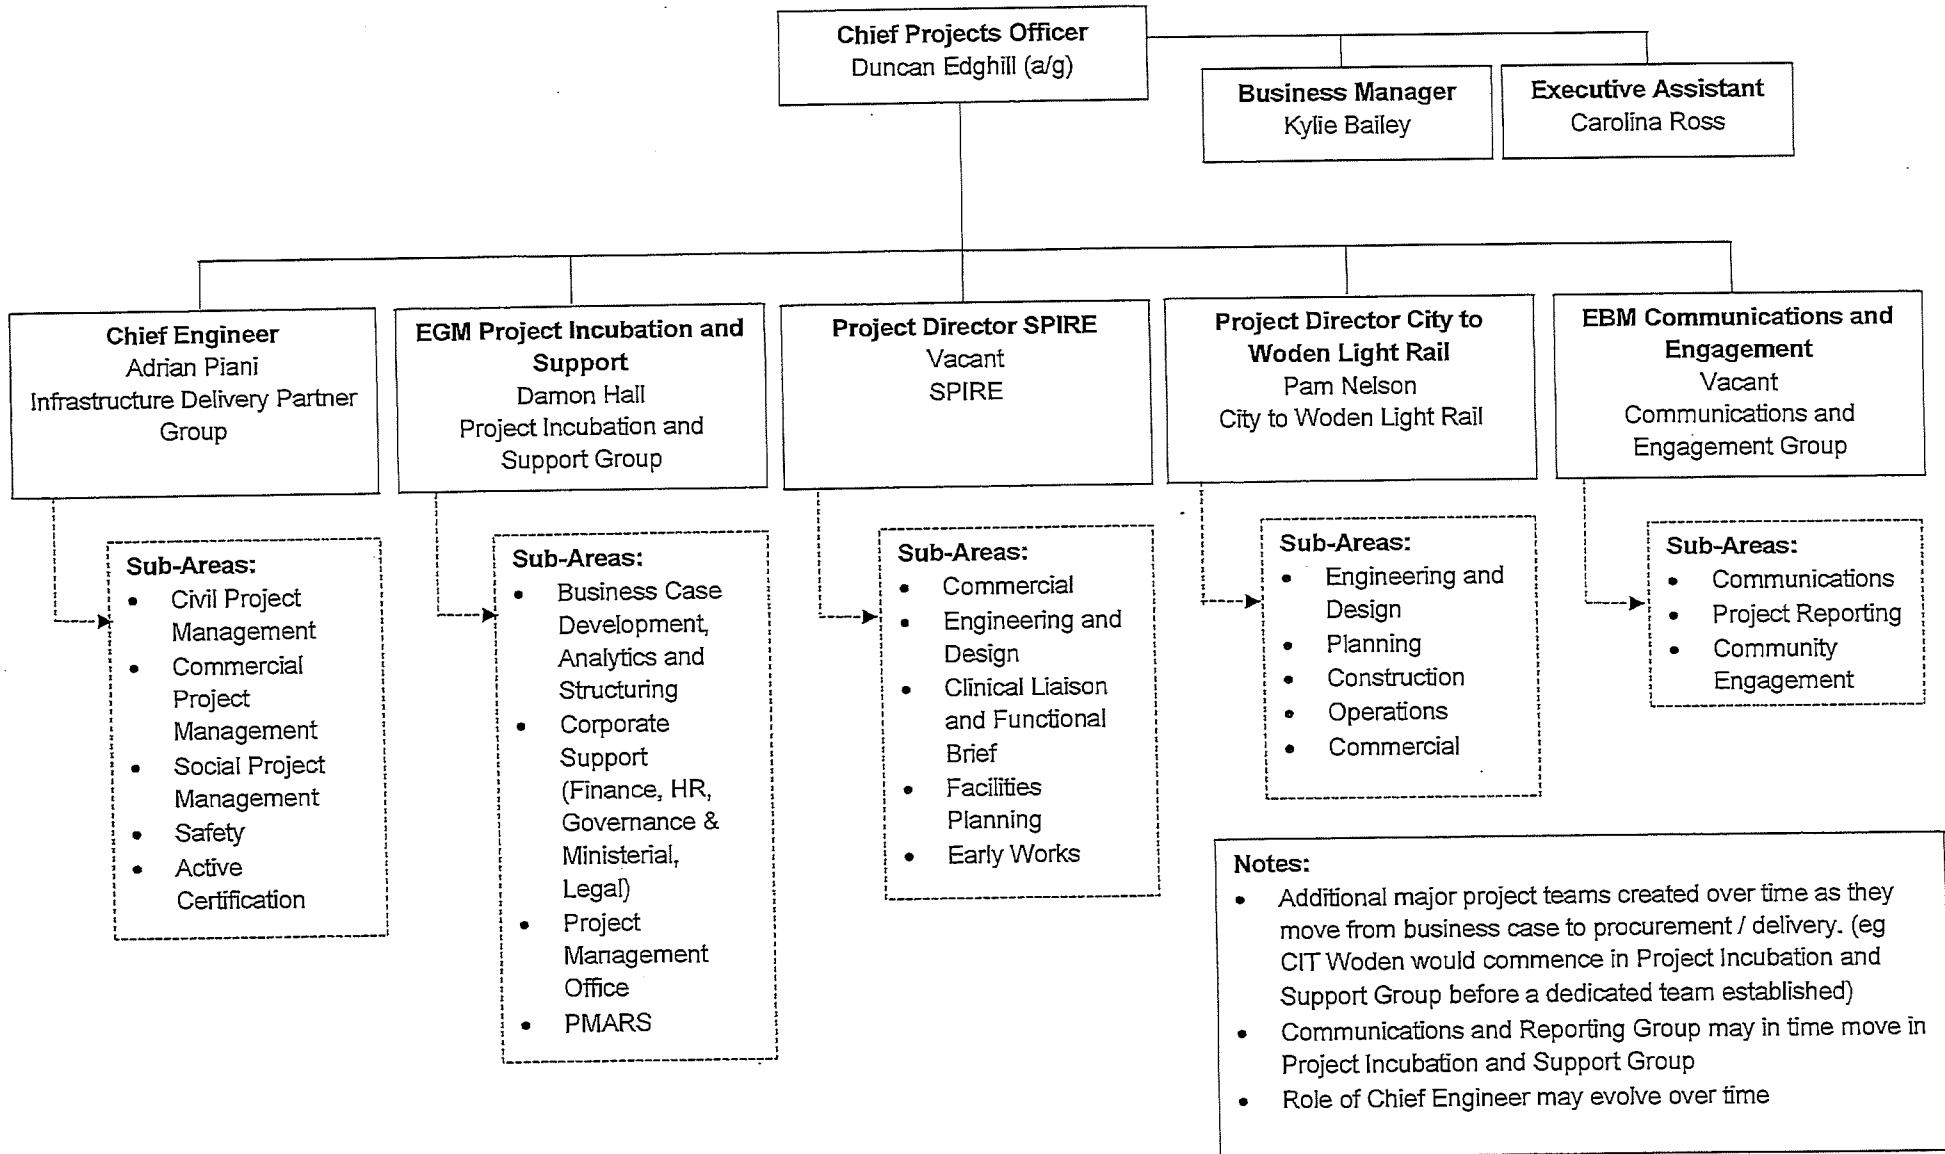 Chief Projects Officer
Duncan Edghill (a/g)
Business Manager
Kylie Bailey
Executive Assistant
Carolina Ross
Chief Engineer
Adrian Piani
Infrastructure Delivery Partner
Group
EGM Project Incubation and
Support
Damon Hall
Project Incubation and
Support Group
Project Director SPIRE
Vacant
SPIRE
Project Director City to
Woden Light Rail
Pam Nelson
City to Woden Light Rail
EBM Communications and
Engagement
Vacant
Communications and
Engagement Group
Sub-Areas:
• Civil Project
Management
• Commercial
Project
Management
• Social Project
Management
• Safety
• Active
Certification
Sub-Areas:
• Business Case
Development,
Analytics and
Structuring
• Corporate
Support
(Finance, HR,
Governance &
Ministerial,
Legal)
• Project
Management
Office
• PMARS
Sub-Areas:
• Commercial
• Engineering and
Design
• Clinical Liaison
and Functional
Brief
• Facilities
Planning
• Early Works
Sub-Areas:
• Engineering and
Design
• Planning
• Construction
• Operations
• Commercial
Sub-Areas:
• Communications
• Project Reporting
• Community
Engagement
Notes:
• Additional major project teams created over time as they
move from business case to procurement / delivery. (eg
CIT Woden would commence in Project Incubation and
Support Group before a dedicated team established)
• Communications and Reporting Group may in time move in
Project Incubation and Support Group
• Role of Chief Engineer may evolve over time